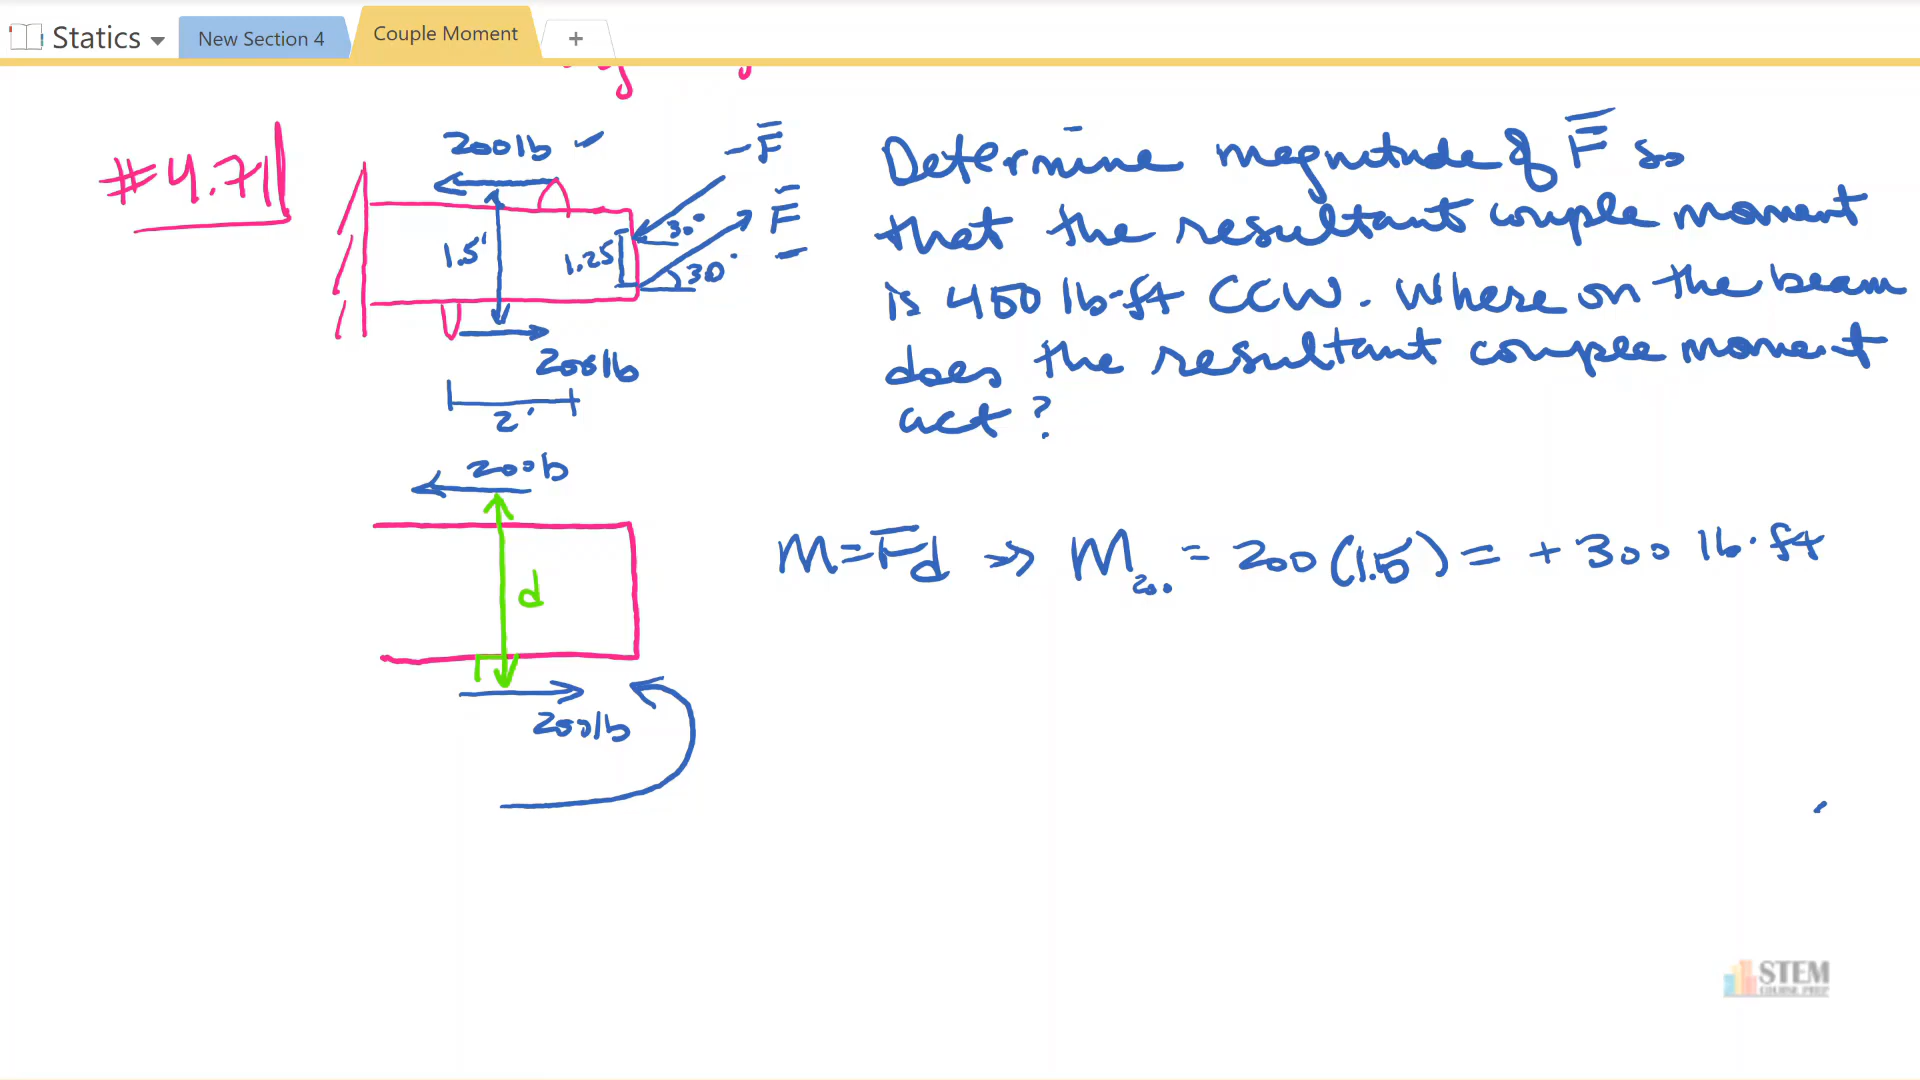 Statics
New Section 4
Couple Moment
+
#4.71
200lb
-F̄
F̄
30°
30°
1.5'
1.25
200lb
2'
Determine magnitude of F̄ so
that the resultant couple moment
is 450 lb·ft CCW. Where on the beam
does the resultant couple moment
act?
200lb
d
200lb
M = F̄d ⇒ M₂₀₀ = 200(1.5) = +300 lb·ft
STEM
COURSE PREP